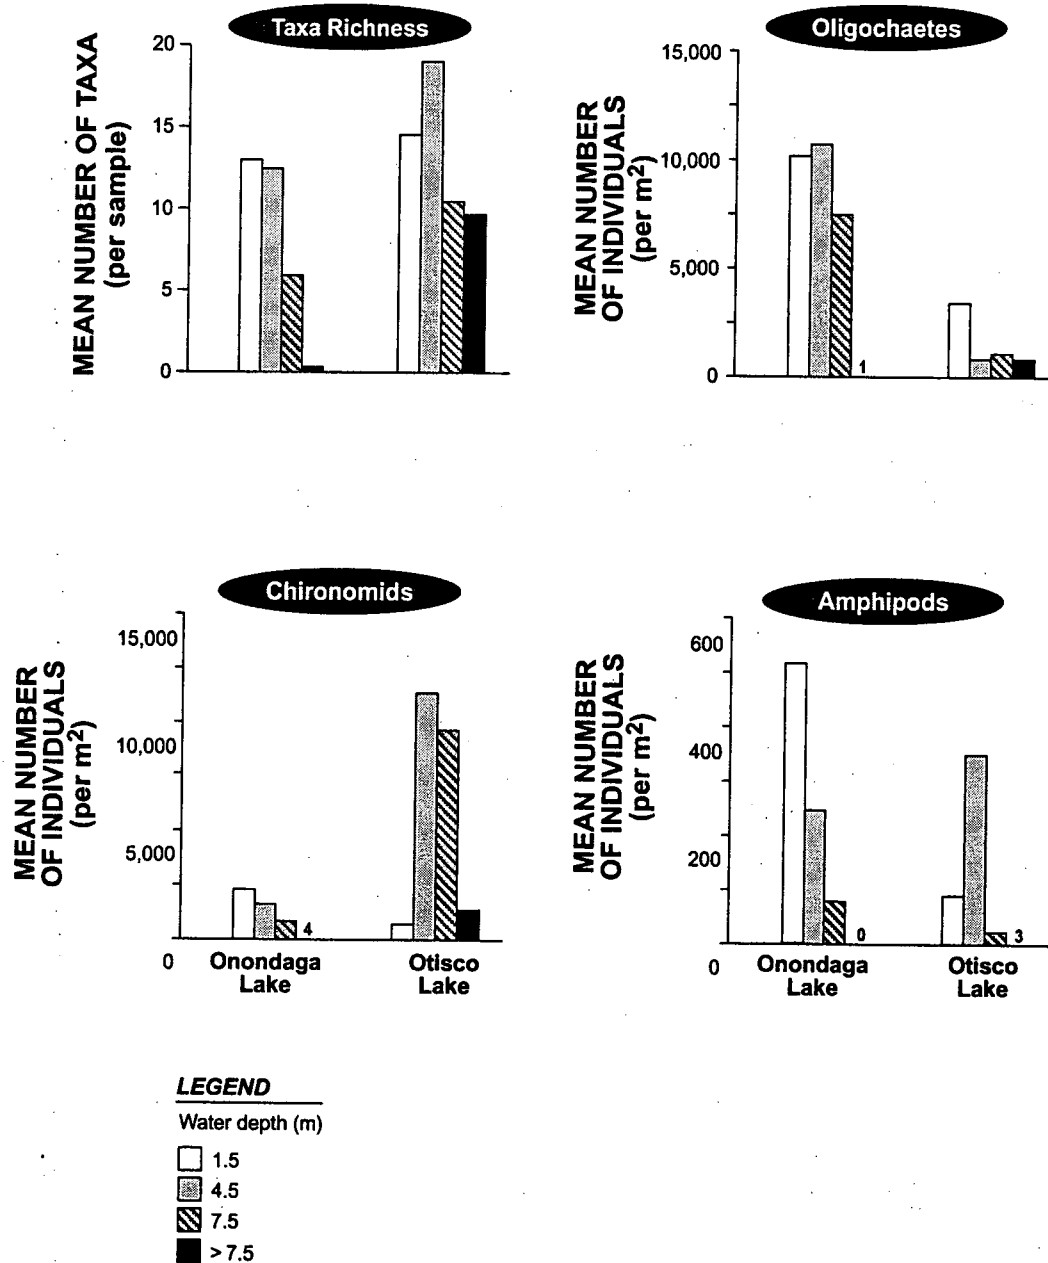 Taxa Richness
MEAN NUMBER OF TAXA
(per sample)
20
15
10
5
0
Oligochaetes
MEAN NUMBER
OF INDIVIDUALS
(per m²)
15,000
10,000
5,000
0
1
Chironomids
MEAN NUMBER
OF INDIVIDUALS
(per m²)
15,000
10,000
5,000
0
4
Onondaga
Lake
Otisco
Lake
Amphipods
MEAN NUMBER
OF INDIVIDUALS
(per m²)
600
400
200
0
0
3
Onondaga
Lake
Otisco
Lake
LEGEND
Water depth (m)
1.5
4.5
7.5
> 7.5